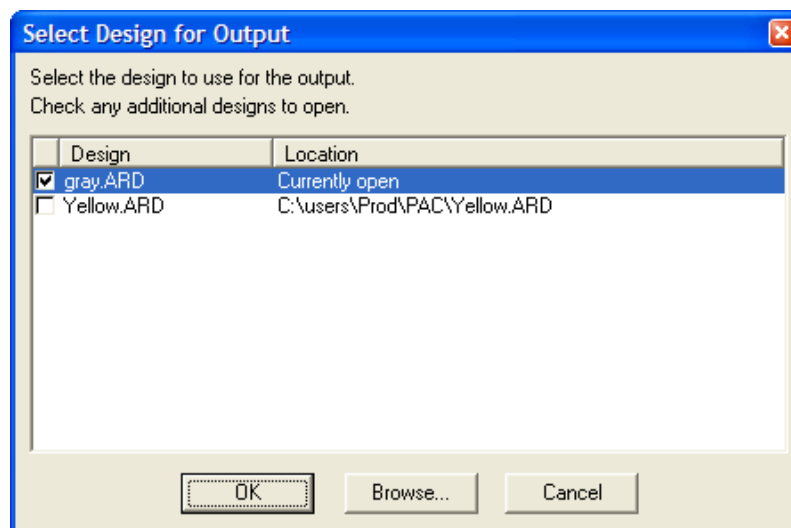 Select Design for Output
Select the design to use for the output.
Check any additional designs to open.
Design Location
gray.ARD Currently open
Yellow.ARD C:\users\Prod\PAC\Yellow.ARD
OK Browse... Cancel